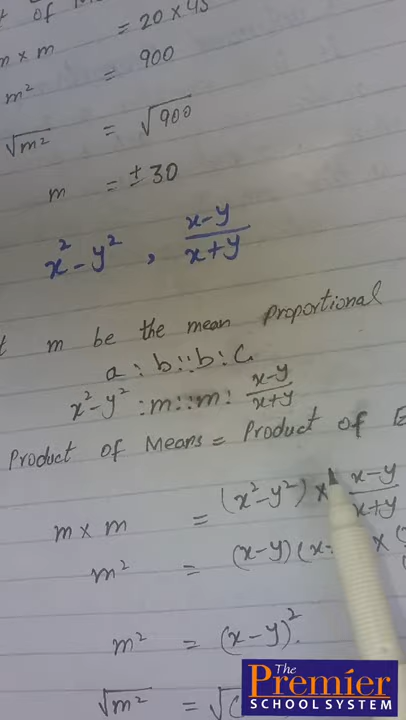 of
m × m = 20 × 45
m² = 900
√m² = √900
m = ± 30
x² - y² , x-y/x+y
m be the mean proportional
a : b :: b : c
x² - y² : m :: m : x-y/x+y
Product of Means = Product of E
m × m = (x² - y²) × x-y/x+y
m² = (x-y)(x- × (
m² = (x-y)².
√m² = √(
The
Premier
SCHOOL SYSTEM